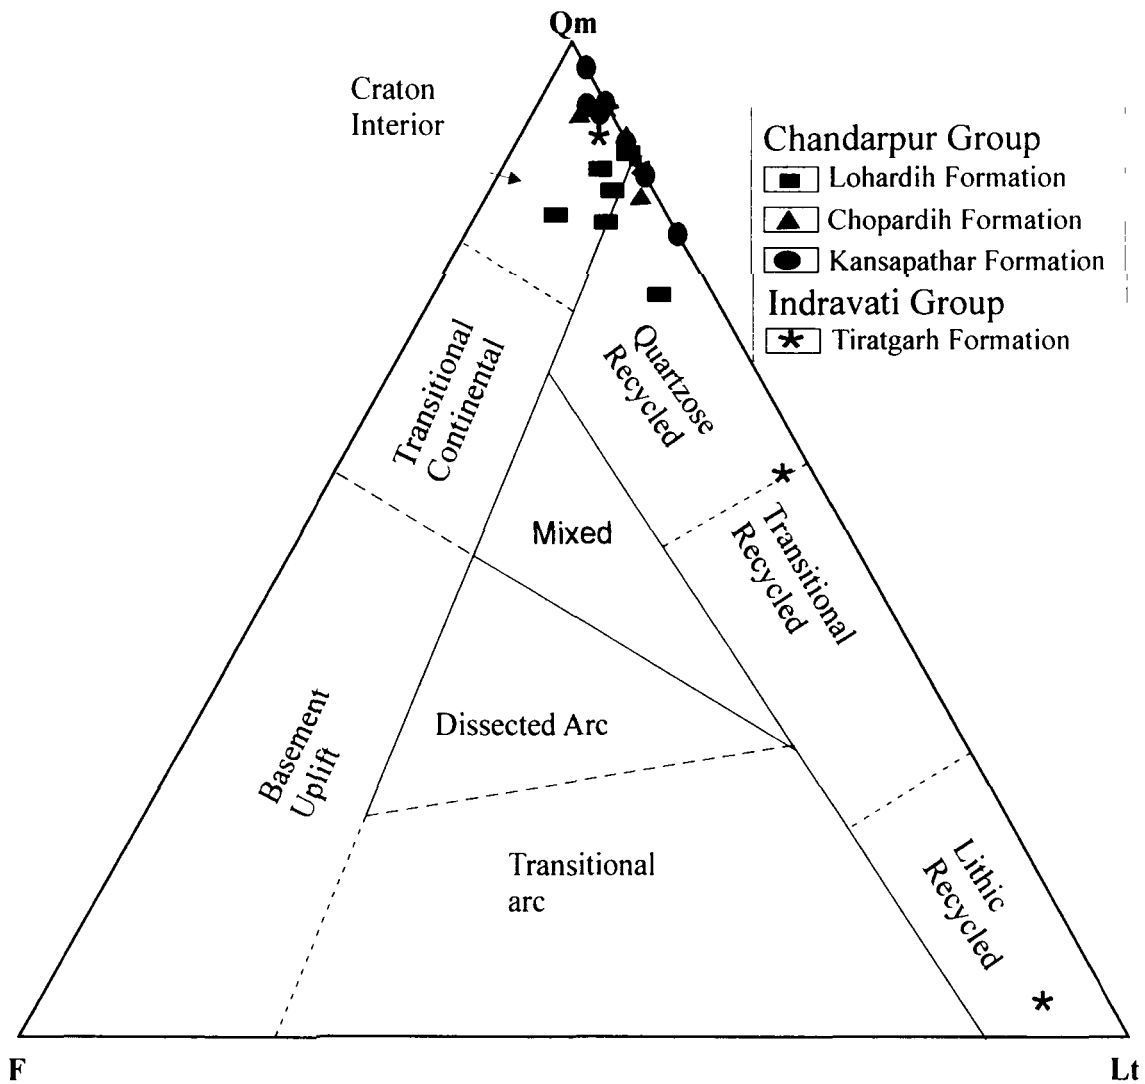 Qm
Craton
Interior
Chandarpur Group
Lohardih Formation
Chopardih Formation
Kansapathar Formation
Indravati Group
Tiratgarh Formation
Transitional
Continental
Quartzose
Recycled
Mixed
Transitional
Recycled
Basement
Uplift
Dissected Arc
Transitional
arc
Lithic
Recycled
F
Lt